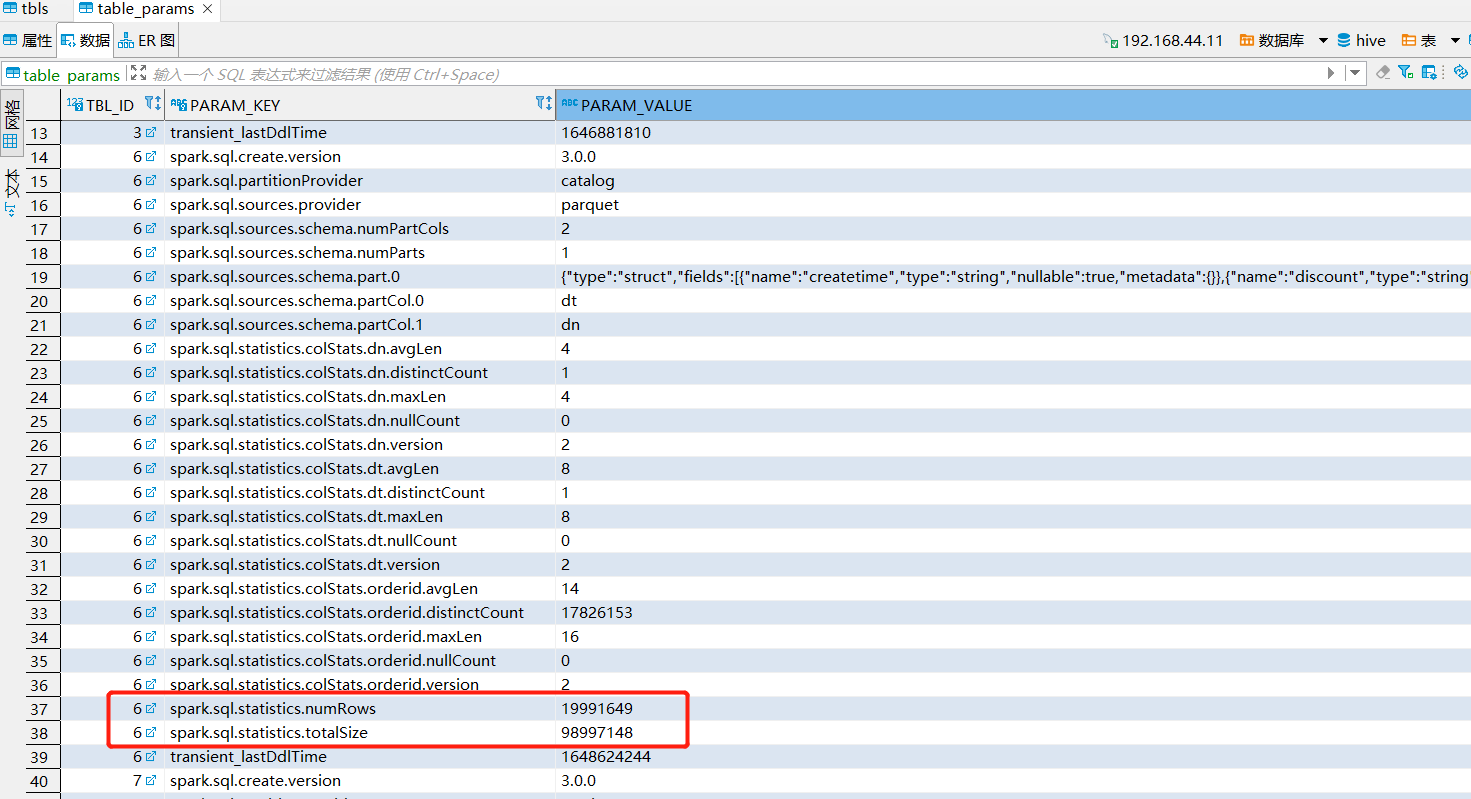 tbls table_params
属性 数据 ER 图 192.168.44.11 数据库 hive 表
table_params 输入一个 SQL 表达式来过滤结果 (使用 Ctrl+Space)
网格
文本
123 TBL_ID ABC PARAM_KEY ABC PARAM_VALUE
13 3 transient_lastDdlTime 1646881810
14 6 spark.sql.create.version 3.0.0
15 6 spark.sql.partitionProvider catalog
16 6 spark.sql.sources.provider parquet
17 6 spark.sql.sources.schema.numPartCols 2
18 6 spark.sql.sources.schema.numParts 1
19 6 spark.sql.sources.schema.part.0 {"type":"struct","fields":[{"name":"createtime","type":"string","nullable":true,"metadata":{}},{"name":"discount","type":"string
20 6 spark.sql.sources.schema.partCol.0 dt
21 6 spark.sql.sources.schema.partCol.1 dn
22 6 spark.sql.statistics.colStats.dn.avgLen 4
23 6 spark.sql.statistics.colStats.dn.distinctCount 1
24 6 spark.sql.statistics.colStats.dn.maxLen 4
25 6 spark.sql.statistics.colStats.dn.nullCount 0
26 6 spark.sql.statistics.colStats.dn.version 2
27 6 spark.sql.statistics.colStats.dt.avgLen 8
28 6 spark.sql.statistics.colStats.dt.distinctCount 1
29 6 spark.sql.statistics.colStats.dt.maxLen 8
30 6 spark.sql.statistics.colStats.dt.nullCount 0
31 6 spark.sql.statistics.colStats.dt.version 2
32 6 spark.sql.statistics.colStats.orderid.avgLen 14
33 6 spark.sql.statistics.colStats.orderid.distinctCount 17826153
34 6 spark.sql.statistics.colStats.orderid.maxLen 16
35 6 spark.sql.statistics.colStats.orderid.nullCount 0
36 6 spark.sql.statistics.colStats.orderid.version 2
37 6 spark.sql.statistics.numRows 19991649
38 6 spark.sql.statistics.totalSize 98997148
39 6 transient_lastDdlTime 1648624244
40 7 spark.sql.create.version 3.0.0